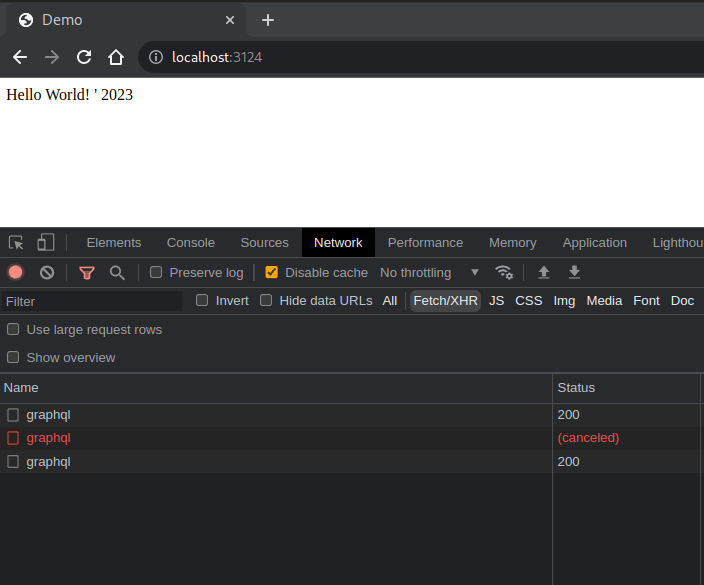 Demo
localhost:3124
Hello World! ' 2023
Elements Console Sources Network Performance Memory Application Lighthou
Preserve log Disable cache No throttling
Filter Invert Hide data URLs All Fetch/XHR JS CSS Img Media Font Doc
Use large request rows
Show overview
Name Status
graphql 200
graphql (canceled)
graphql 200